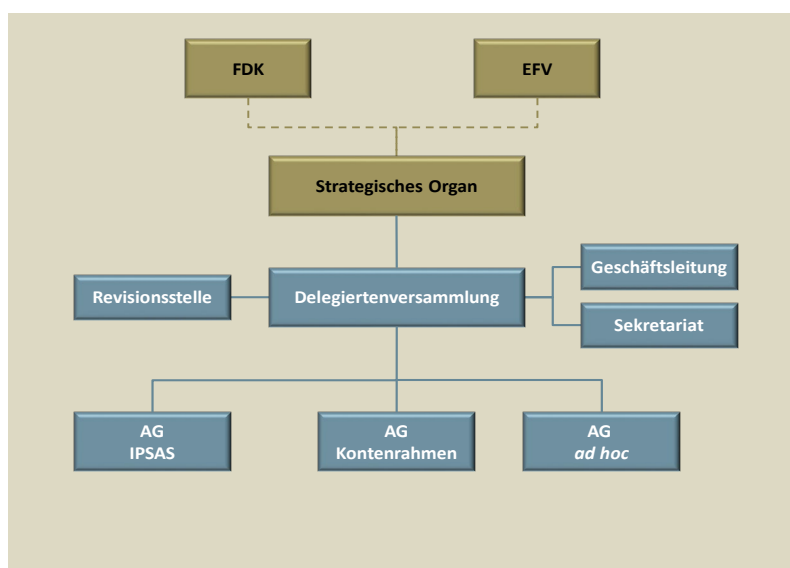 FDK
EFV
Strategisches Organ
Geschäftsleitung
Revisionsstelle
Delegiertenversammlung
Sekretariat
AG
IPSAS
AG
Kontenrahmen
AG
ad hoc